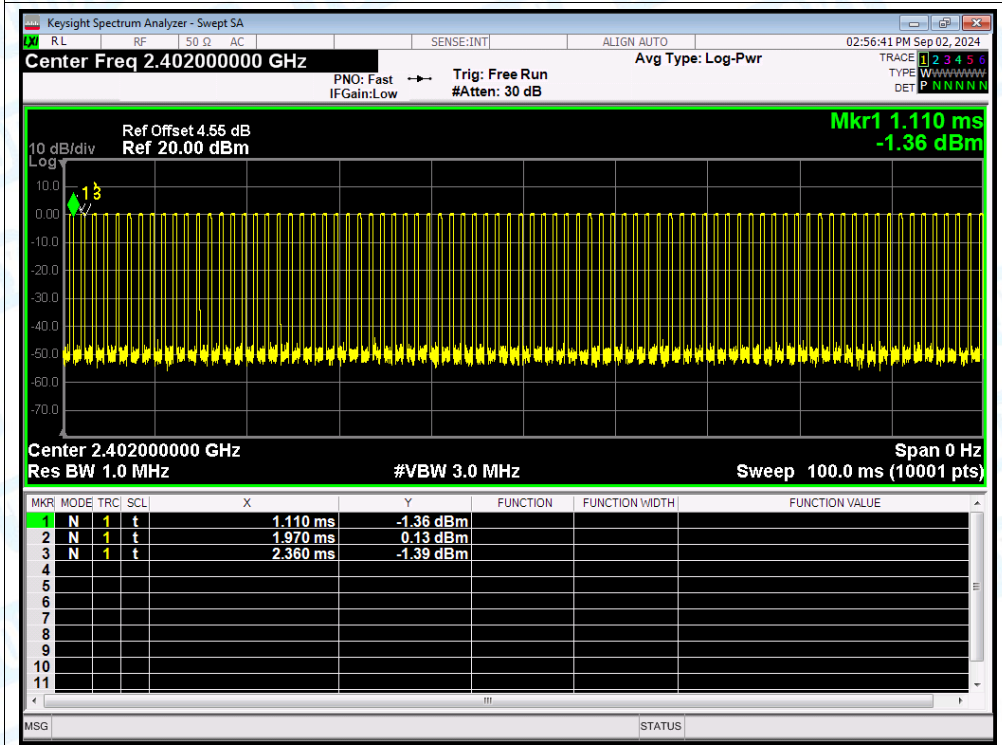 Keysight Spectrum Analyzer - Swept SA
LXI RL RF 50 Ω AC SENSE:INT ALIGN AUTO 02:56:41 PM Sep 02, 2024
Center Freq 2.402000000 GHz Avg Type: Log-Pwr TRACE 1 2 3 4 5 6
PNO: Fast Trig: Free Run TYPE WWWWWW
IFGain:Low #Atten: 30 dB DET P N N N N N
Mkr1 1.110 ms
Ref Offset 4.55 dB
10 dB/div Ref 20.00 dBm -1.36 dBm
Log
10.0
1 3
0.00
-10.0
-20.0
-30.0
-40.0
-50.0
-60.0
-70.0
Center 2.402000000 GHz Span 0 Hz
Res BW 1.0 MHz #VBW 3.0 MHz Sweep 100.0 ms (10001 pts)
MKR MODE TRC SCL X Y FUNCTION FUNCTION WIDTH FUNCTION VALUE
1 N 1 t 1.110 ms -1.36 dBm
2 N 1 t 1.970 ms 0.13 dBm
3 N 1 t 2.360 ms -1.39 dBm
4
5
6
7
8
9
10
11
MSG STATUS